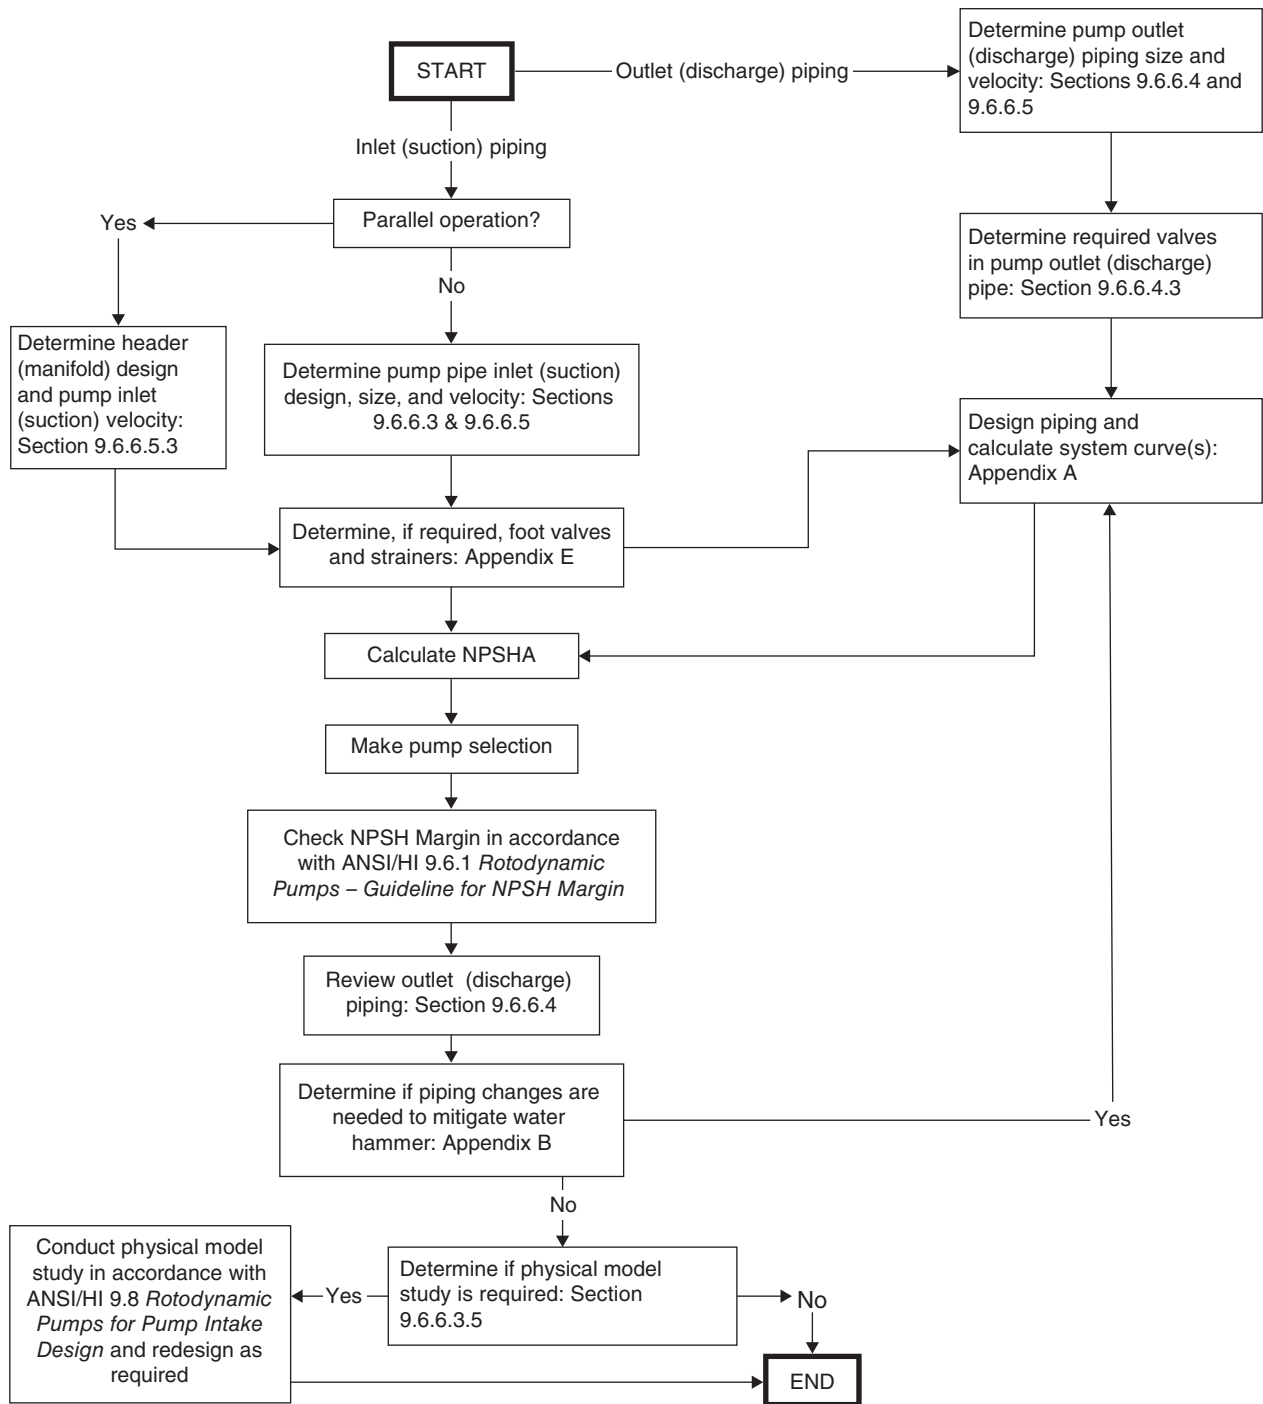 START
Outlet (discharge) piping
Determine pump outlet
(discharge) piping size and
velocity: Sections 9.6.6.4 and
9.6.6.5
Inlet (suction) piping
Yes
Parallel operation?
No
Determine required valves
in pump outlet (discharge)
pipe: Section 9.6.6.4.3
Determine header
(manifold) design
and pump inlet
(suction) velocity:
Section 9.6.6.5.3
Determine pump pipe inlet (suction)
design, size, and velocity: Sections
9.6.6.3 & 9.6.6.5
Design piping and
calculate system curve(s):
Appendix A
Determine, if required, foot valves
and strainers: Appendix E
Calculate NPSHA
Make pump selection
Check NPSH Margin in accordance
with ANSI/HI 9.6.1 Rotodynamic
Pumps – Guideline for NPSH Margin
Review outlet (discharge)
piping: Section 9.6.6.4
Determine if piping changes are
needed to mitigate water
hammer: Appendix B
Yes
No
Conduct physical model
study in accordance with
ANSI/HI 9.8 Rotodynamic
Pumps for Pump Intake
Design and redesign as
required
Yes
Determine if physical model
study is required: Section
9.6.6.3.5
No
END